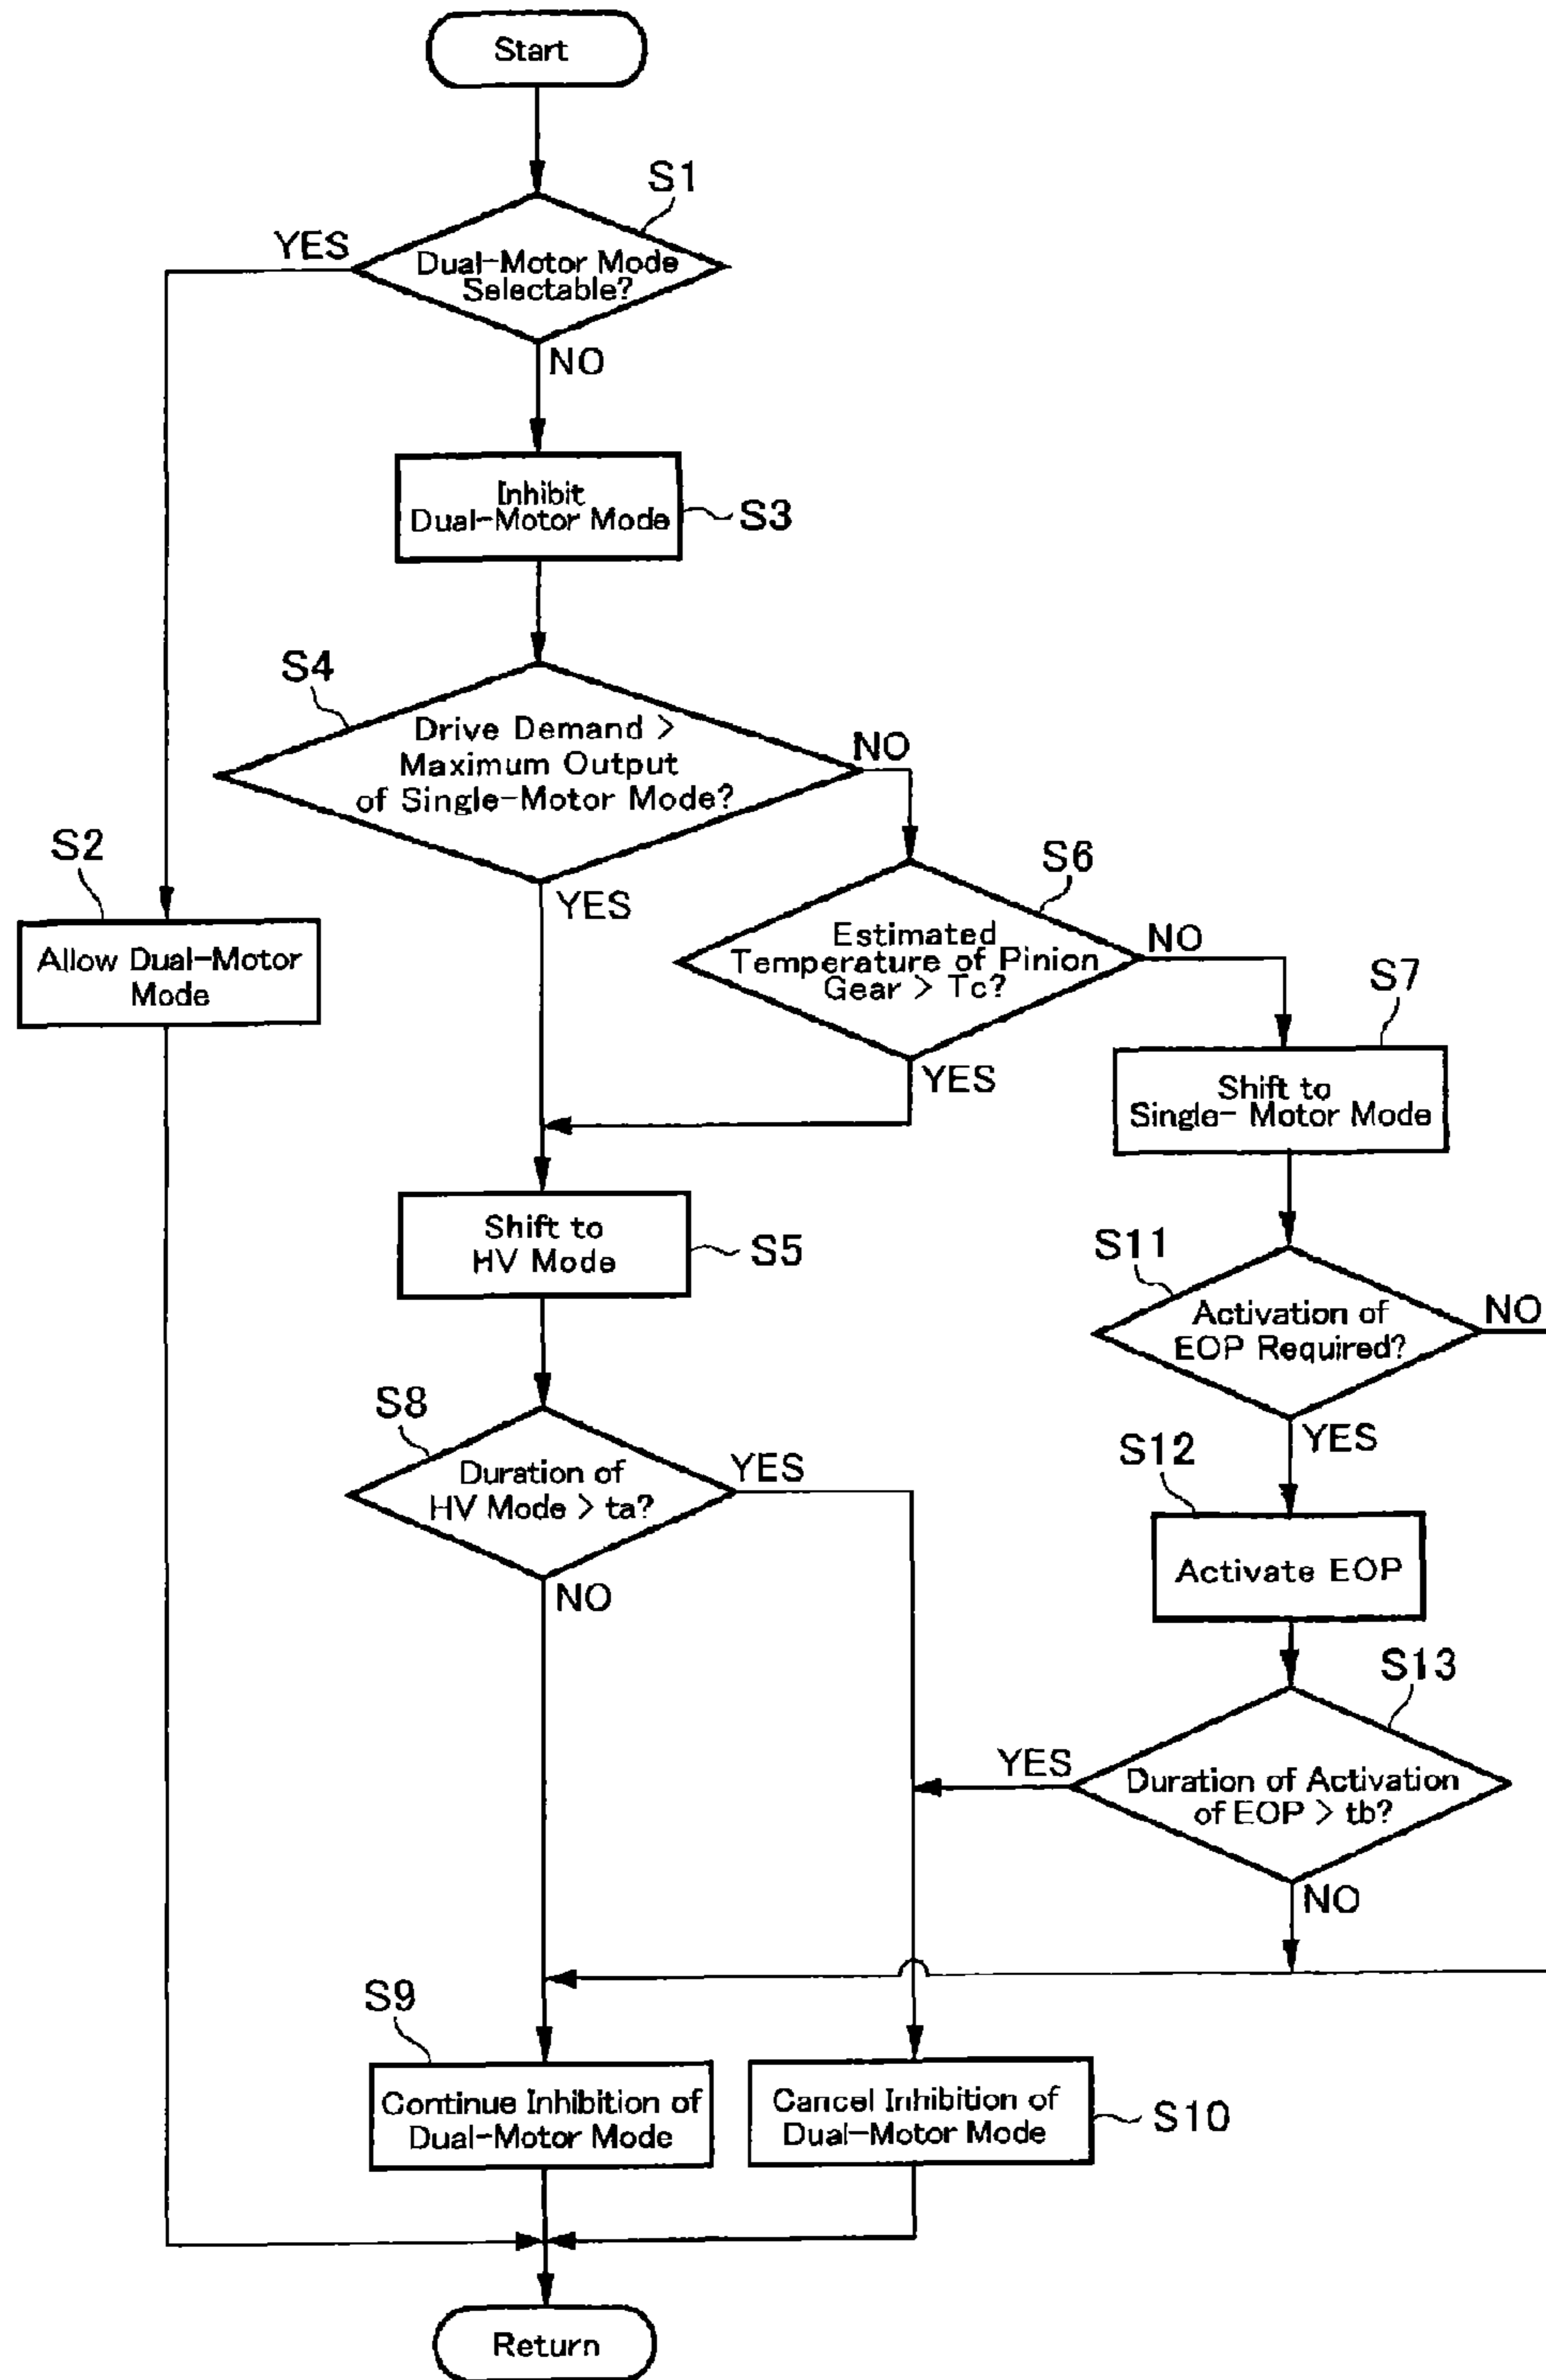 Start
S1
YES
Dual-Motor Mode
Selectable?
NO
Inhibit
Dual-Motor Mode
S3
S4
Drive Demand >
Maximum Output
of Single-Motor Mode?
NO
YES
S2
Allow Dual-Motor
Mode
S6
Estimated
Temperature of Pinion
Gear > Tc?
NO
YES
S7
Shift to
Single- Motor Mode
Shift to
HV Mode
S5
S11
Activation of
EOP Required?
NO
YES
S8
Duration of
HV Mode > ta?
YES
NO
S12
Activate EOP
S13
YES
Duration of Activation
of EOP > tb?
NO
S9
Continue Inhibition of
Dual-Motor Mode
Cancel Inhibition of
Dual-Motor Mode
S10
Return